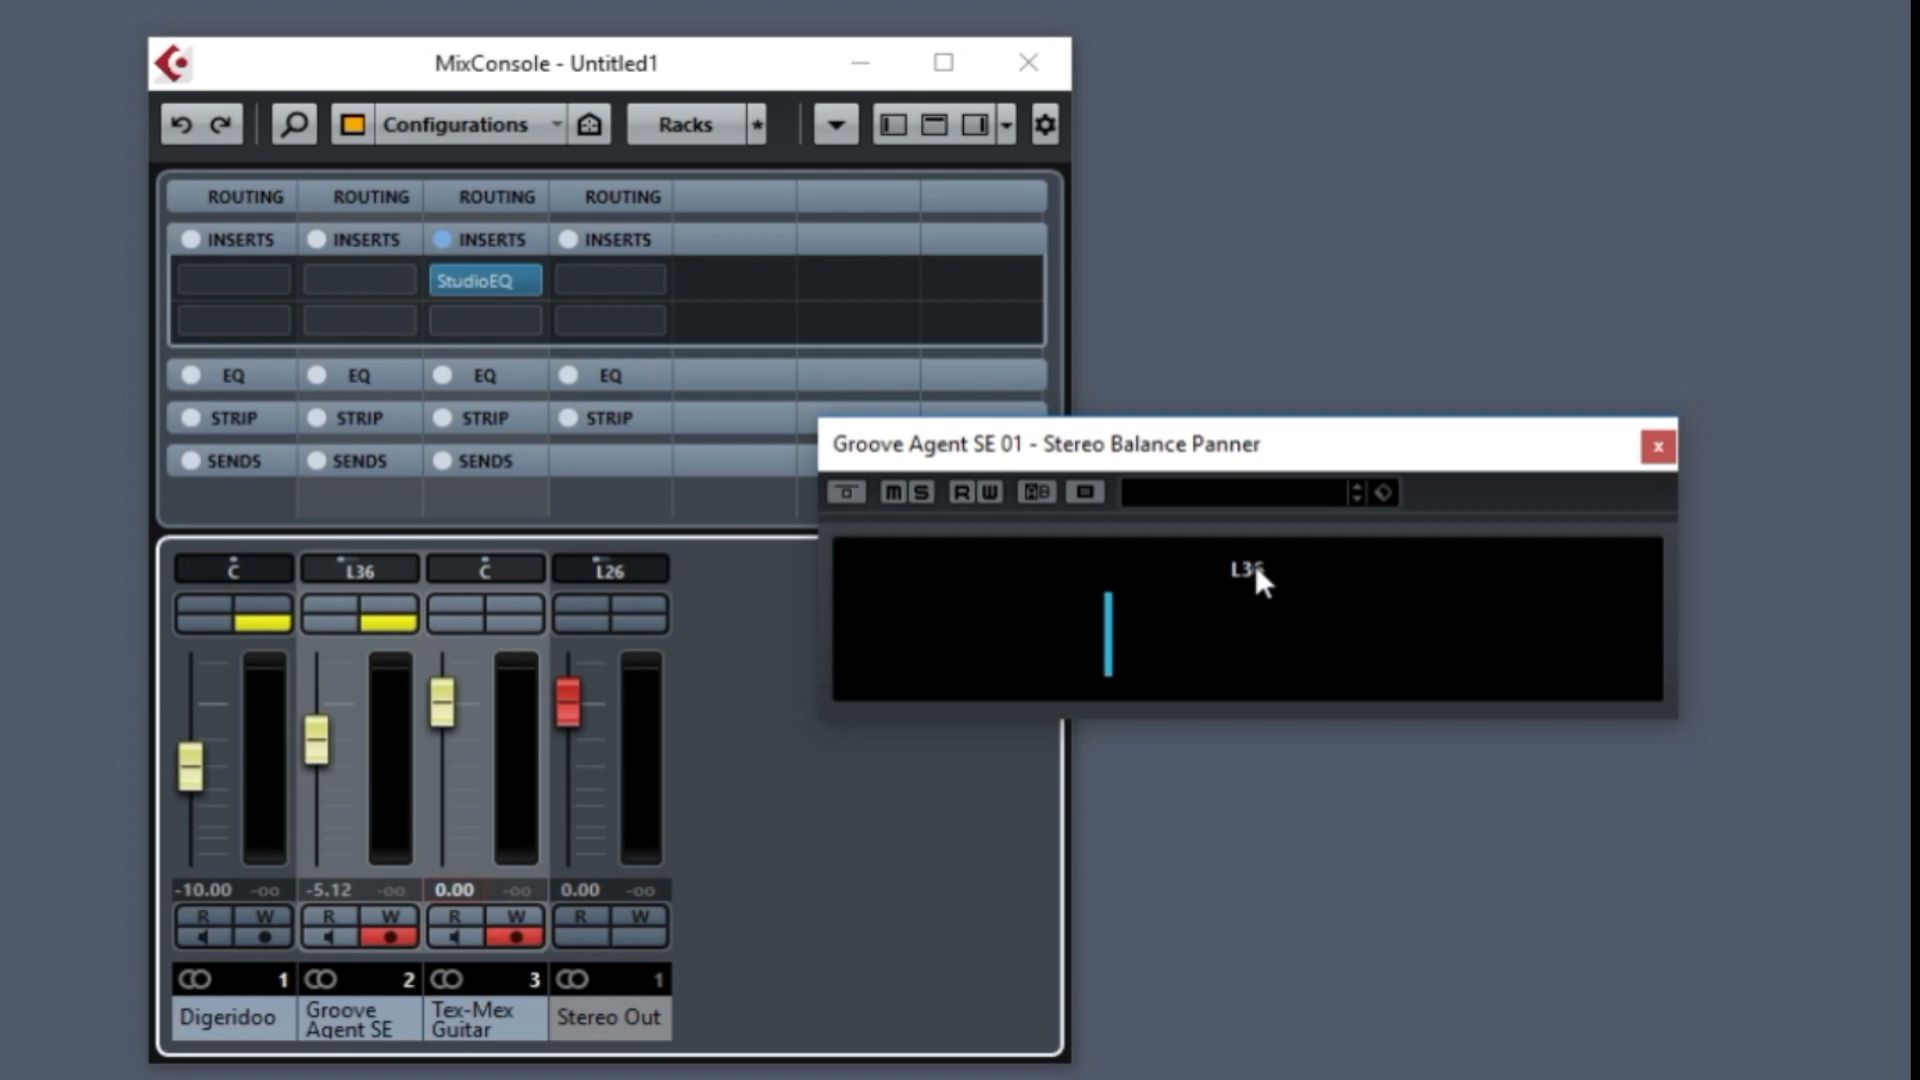 MixConsole - Untitled1
Configurations
Racks *
ROUTING ROUTING ROUTING ROUTING
INSERTS INSERTS INSERTS INSERTS
StudioEQ
EQ EQ EQ EQ
STRIP STRIP STRIP STRIP
SENDS SENDS SENDS
Groove Agent SE 01 - Stereo Balance Panner
x
M S R W AB
L36
C L36 C L26
-10.00 -oo -5.12 -oo 0.00 -oo 0.00 -oo
R W R W R W R W
1 2 3 1
Digeridoo
Groove
Agent SE
Tex-Mex
Guitar
Stereo Out